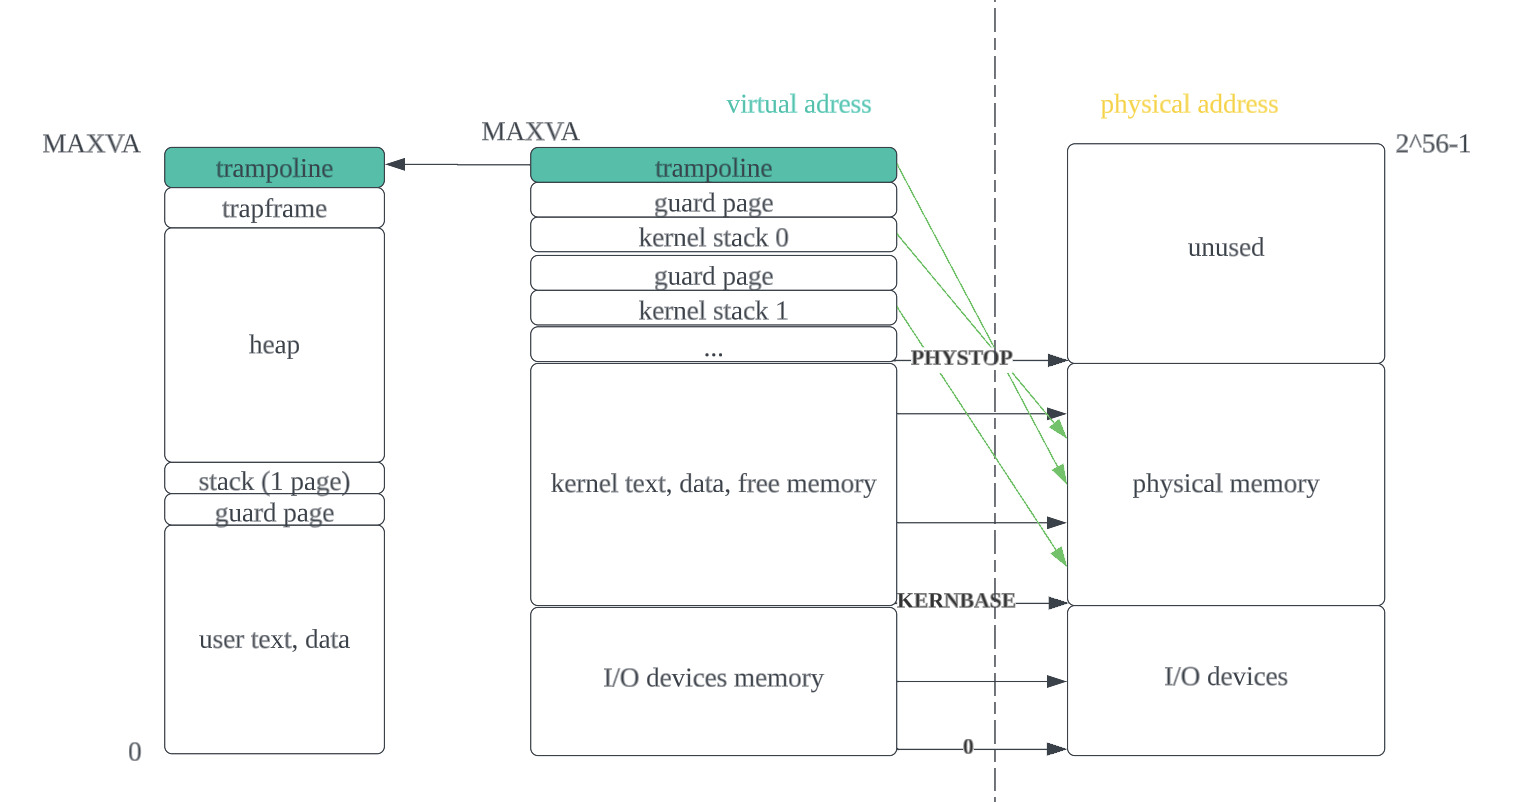 virtual adress
physical address
MAXVA
trampoline
trapframe
heap
stack (1 page)
guard page
user text, data
0
MAXVA
trampoline
guard page
kernel stack 0
guard page
kernel stack 1
...
kernel text, data, free memory
I/O devices memory
PHYSTOP
KERNBASE
0
2^56-1
unused
physical memory
I/O devices